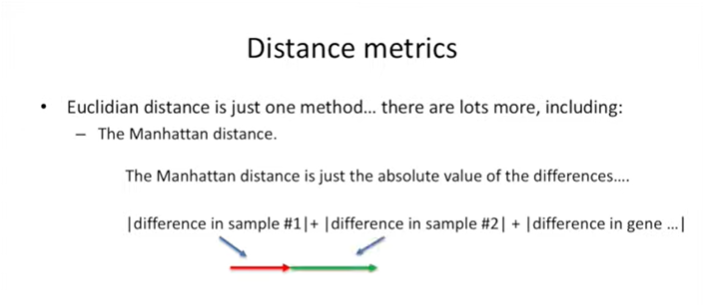 Distance metrics
• Euclidian distance is just one method... there are lots more, including:
– The Manhattan distance.
The Manhattan distance is just the absolute value of the differences....
|difference in sample #1|+ |difference in sample #2| + |difference in gene ...|